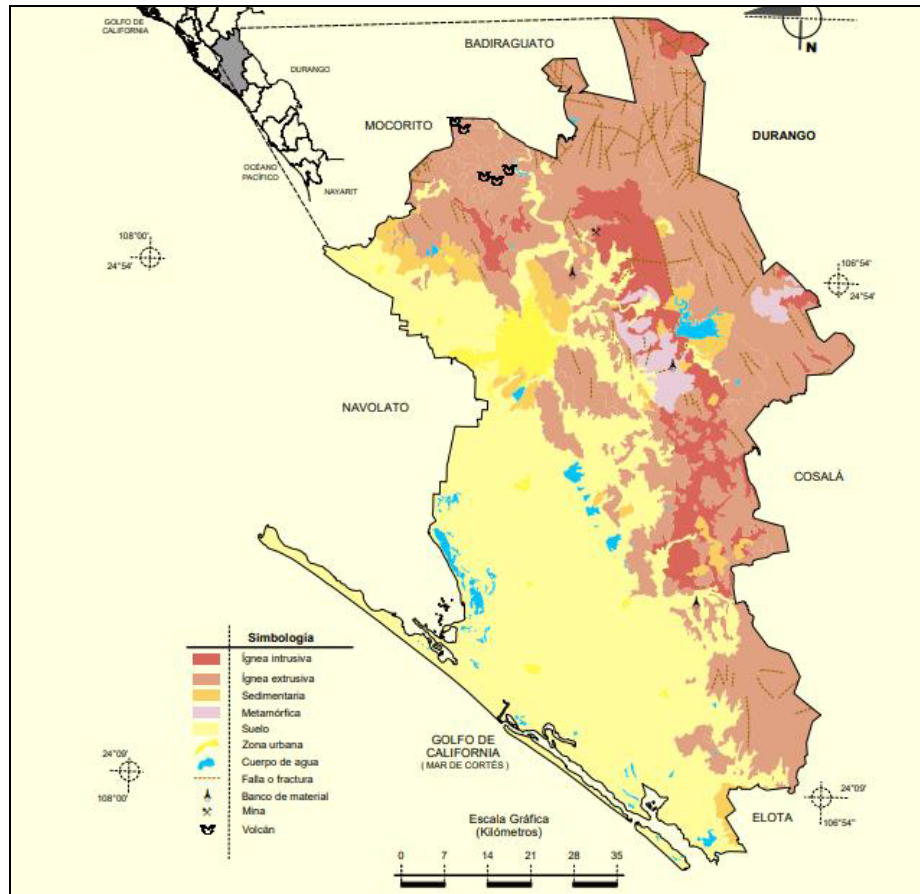 GOLFO DE
CALIFORNIA
DURANGO
OCÉANO
PACÍFICO
NAYARIT
BADIRAGUATO
N
MOCORITO
DURANGO
108°00'
24°54'
106°54'
24°54'
NAVOLATO
COSALÁ
Simbología
Ígnea intrusiva
Ígnea extrusiva
Sedimentaria
Metamórfica
Suelo
Zona urbana
Cuerpo de agua
Falla o fractura
Banco de material
Mina
Volcán
GOLFO DE
CALIFORNIA
( MAR DE CORTÉS )
24°09'
108°00'
24°09'
106°54'
ELOTA
Escala Gráfica
(Kilómetros)
0 7 14 21 28 35